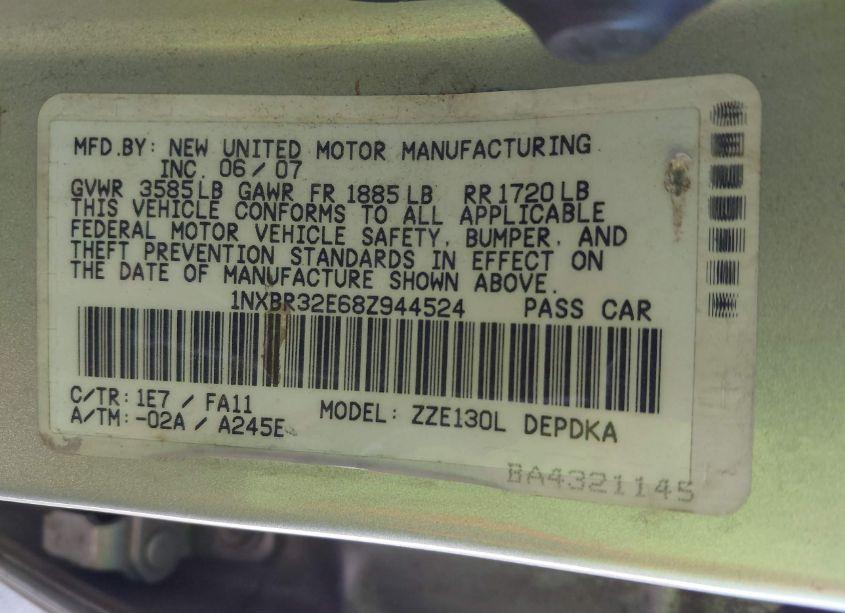 MFD.BY: NEW UNITED MOTOR MANUFACTURING
INC. 06/07
GVWR 3585LB GAWR FR 1885LB RR1720LB
THIS VEHICLE CONFORMS TO ALL APPLICABLE
FEDERAL MOTOR VEHICLE SAFETY, BUMPER, AND
THEFT PREVENTION STANDARDS IN EFFECT ON
THE DATE OF MANUFACTURE SHOWN ABOVE.
1NXBR32E68Z944524 PASS CAR
C/TR: 1E7 / FA11
A/TM: -02A / A245E
MODEL: ZZE130L DEPDKA
BA4321145